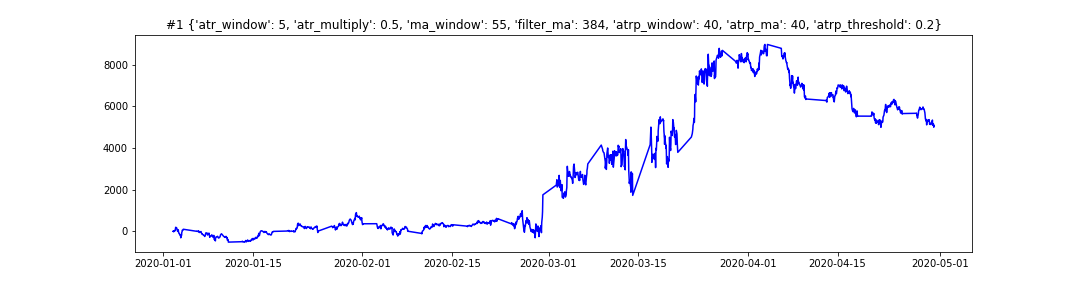 #1 {'atr_window': 5, 'atr_multiply': 0.5, 'ma_window': 55, 'filter_ma': 384, 'atrp_window': 40, 'atrp_ma': 40, 'atrp_threshold': 0.2}
8000
6000
4000
2000
0
2020-01-01 2020-01-15 2020-02-01 2020-02-15 2020-03-01 2020-03-15 2020-04-01 2020-04-15 2020-05-01